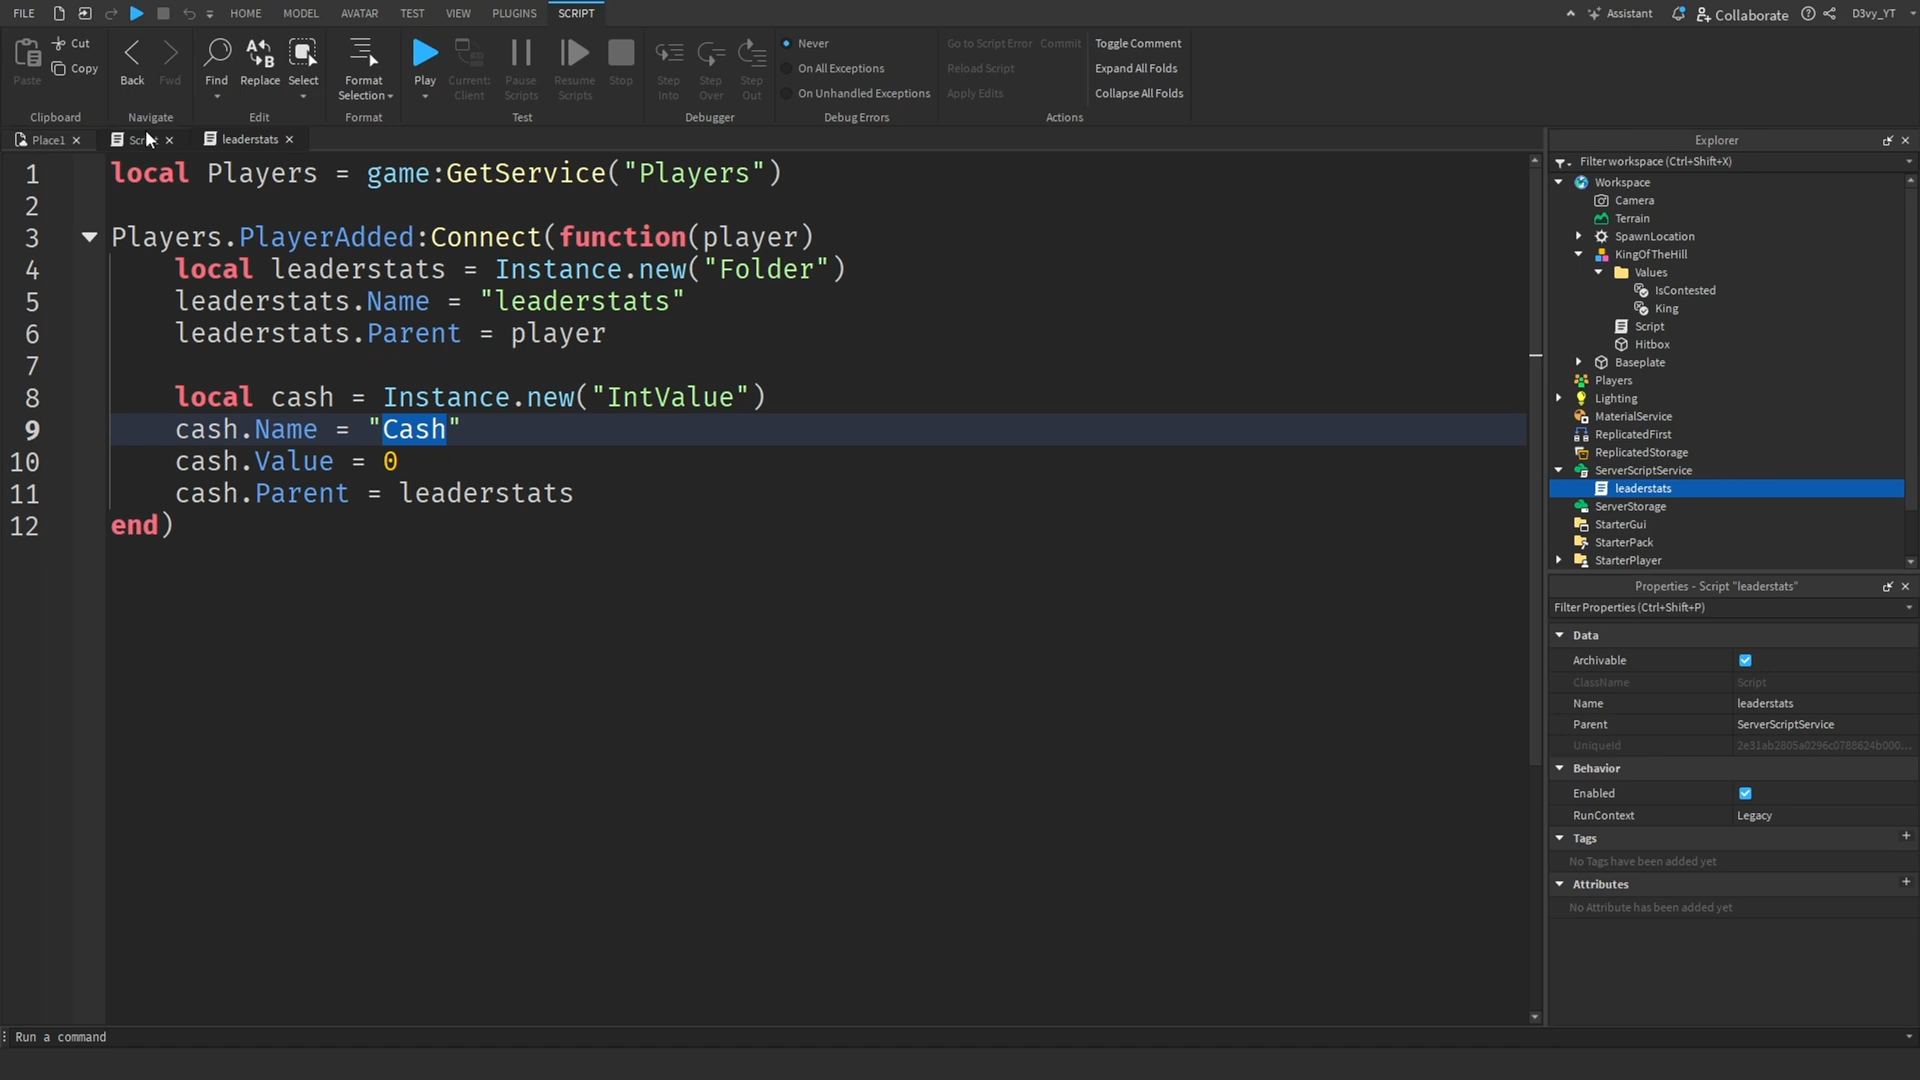 FILE HOME MODEL AVATAR TEST VIEW PLUGINS SCRIPT Assistant Collaborate D3vy_YT
Paste Cut Copy Back Fwd Find Replace Select Format Selection Play Current: Client Pause Scripts Resume Scripts Stop Step Into Step Over Step Out
Never Go to Script Error Commit Toggle Comment
On All Exceptions Reload Script Expand All Folds
On Unhandled Exceptions Apply Edits Collapse All Folds
Clipboard Navigate Edit Format Test Debugger Debug Errors Actions
Place1 leaderstats
1 local Players = game:GetService("Players")
2
3 Players.PlayerAdded:Connect(function(player)
4 local leaderstats = Instance.new("Folder")
5 leaderstats.Name = "leaderstats"
6 leaderstats.Parent = player
7
8 local cash = Instance.new("IntValue")
9 cash.Name = "Cash"
10 cash.Value = 0
11 cash.Parent = leaderstats
12 end)
Explorer
Filter workspace (Ctrl+Shift+X)
Workspace
Camera
Terrain
SpawnLocation
KingOfTheHill
Values
IsContested
King
Script
Hitbox
Baseplate
Players
Lighting
MaterialService
ReplicatedFirst
ReplicatedStorage
ServerScriptService
leaderstats
ServerStorage
StarterGui
StarterPack
StarterPlayer
Properties - Script "leaderstats"
Filter Properties (Ctrl+Shift+P)
Data
Archivable
ClassName Script
Name leaderstats
Parent ServerScriptService
UniqueId 2e31ab2805a0296c0788624b000...
Behavior
Enabled
RunContext Legacy
Tags
No Tags have been added yet
Attributes
No Attribute has been added yet
Run a command